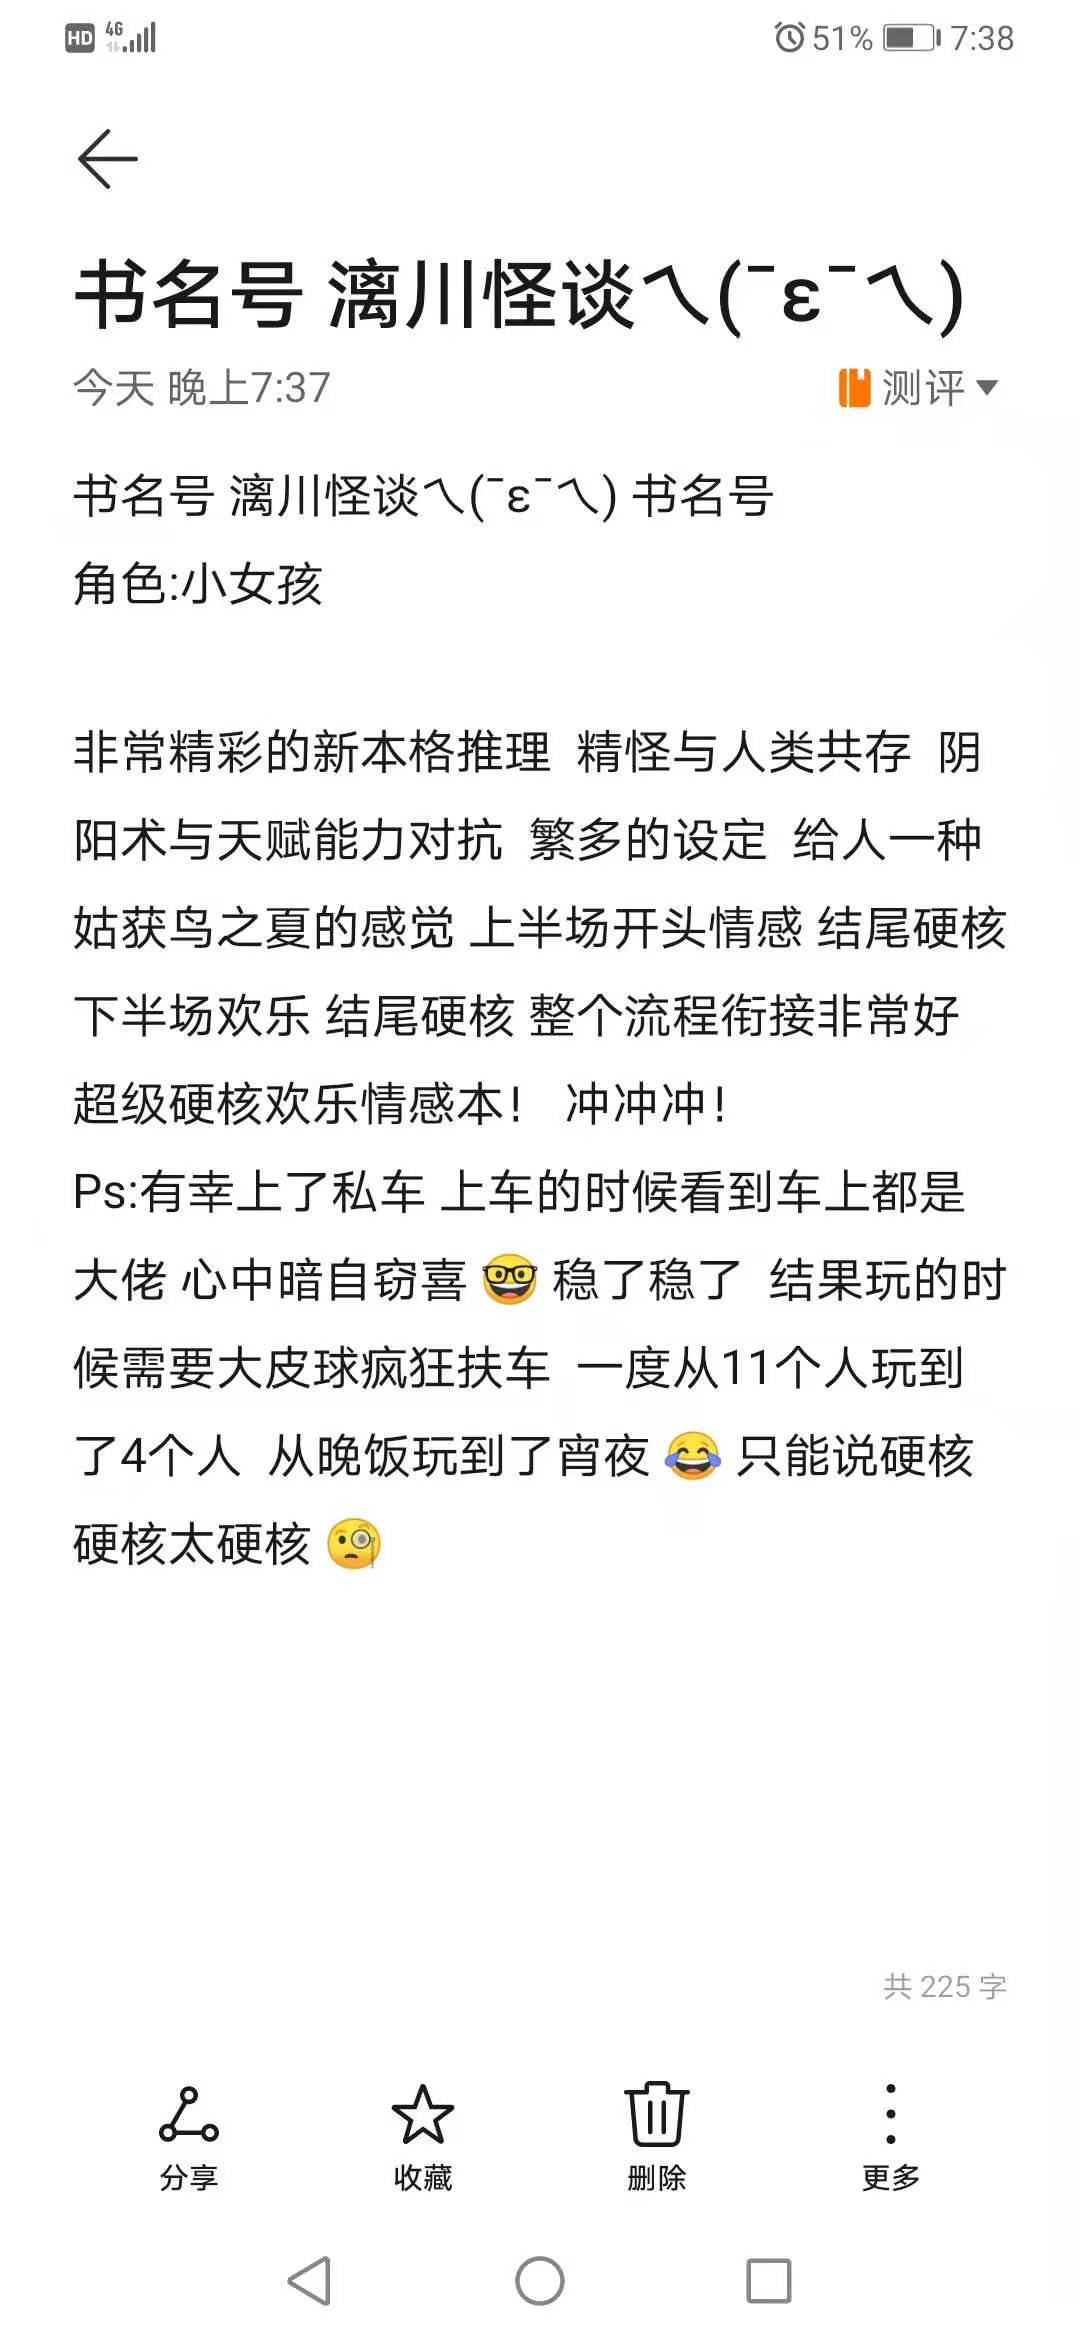 HD 4G 51% 7:38
书名号 漓川怪谈ㄟ(ˉεˉㄟ)
今天 晚上7:37 测评
书名号 漓川怪谈ㄟ(ˉεˉㄟ) 书名号
角色:小女孩
非常精彩的新本格推理 精怪与人类共存 阴
阳术与天赋能力对抗 繁多的设定 给人一种
姑获鸟之夏的感觉 上半场开头情感 结尾硬核
下半场欢乐 结尾硬核 整个流程衔接非常好
超级硬核欢乐情感本！ 冲冲冲！
Ps:有幸上了私车 上车的时候看到车上都是
大佬 心中暗自窃喜 🤓 稳了稳了 结果玩的时
候需要大皮球疯狂扶车 一度从11个人玩到
了4个人 从晚饭玩到了宵夜 😂 只能说硬核
硬核太硬核 🧐
共 225 字
分享 收藏 删除 更多